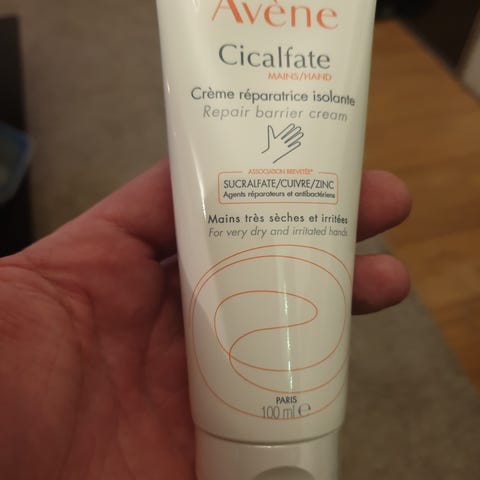 Avène
Cicalfate
MAINS/HAND
Crème réparatrice isolante
Repair barrier cream
ASSOCIATION BREVETÉE*
SUCRALFATE/CUIVRE/ZINC
Agents réparateurs et antibactériens
Mains très sèches et irritées
For very dry and irritated hands
PARIS
100 ml ℮